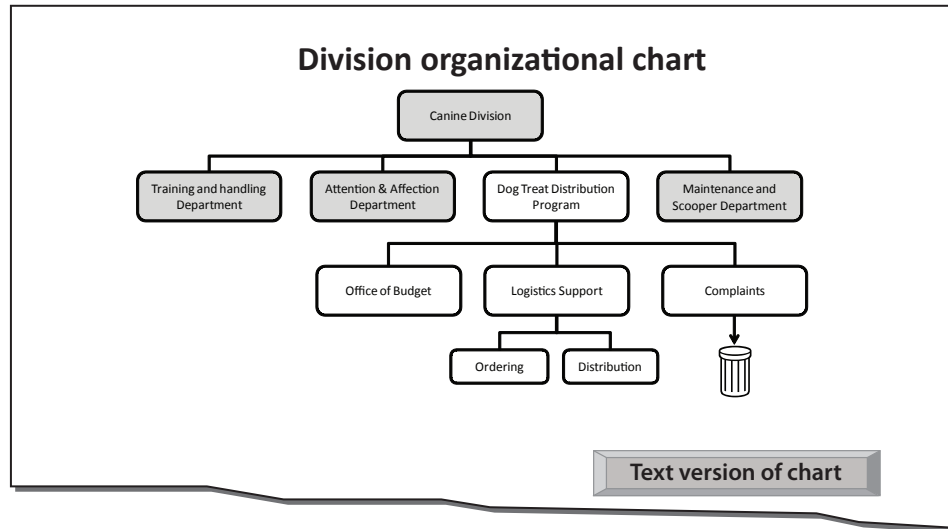 Division organizational chart
Canine Division
Training and handling
Department
Attention & Affection
Department
Dog Treat Distribution
Program
Maintenance and
Scooper Department
Office of Budget
Logistics Support
Complaints
Ordering
Distribution
Text version of chart